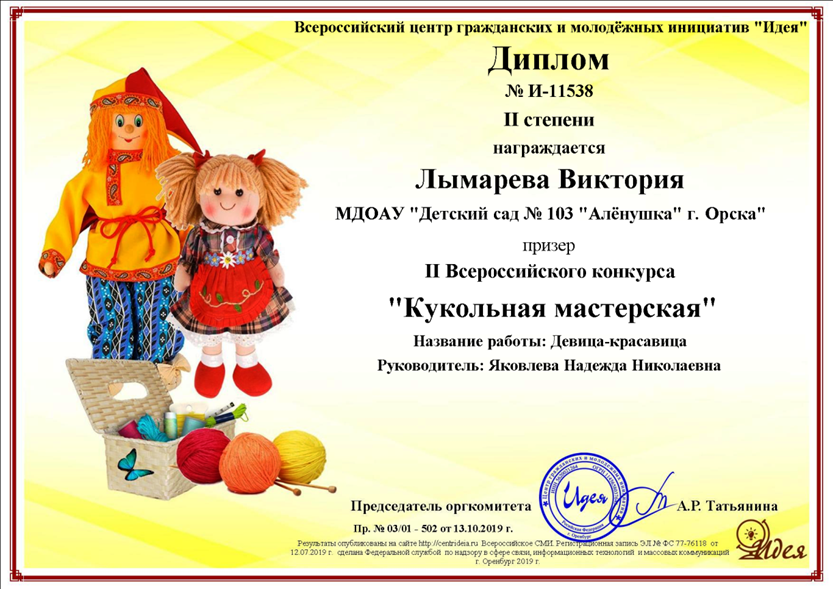 Всероссийский центр гражданских и молодёжных инициатив "Идея"
Диплом
№ И-11538
II степени
награждается
Лымарева Виктория
МДОАУ "Детский сад № 103 "Алёнушка" г. Орска"
призер
II Всероссийского конкурса
"Кукольная мастерская"
Название работы: Девица-красавица
Руководитель: Яковлева Надежда Николаевна
Председатель оргкомитета
Идея
А.Р. Татьянина
Пр. № 03/01 - 502 от 13.10.2019 г.
Результаты опубликованы на сайте http://centrideia.ru Всероссийское СМИ. Регистрационная запись ЭЛ № ФС 77-76118 от
12.07.2019 г. сделана Федеральной службой по надзору в сфере связи, информационных технологий и массовых коммуникаций
г. Оренбург 2019 г.
Идея